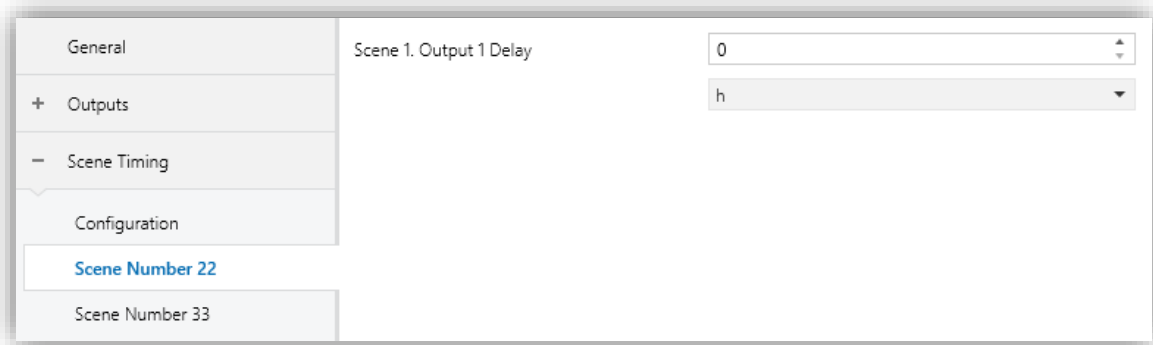 General
+ Outputs
− Scene Timing
Configuration
Scene Number 22
Scene Number 33
Scene 1. Output 1 Delay
0
h